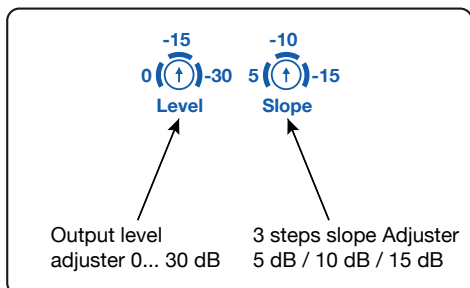 -15
0 -30
Level
-10
5 -15
Slope
Output level
adjuster 0... 30 dB
3 steps slope Adjuster
5 dB / 10 dB / 15 dB